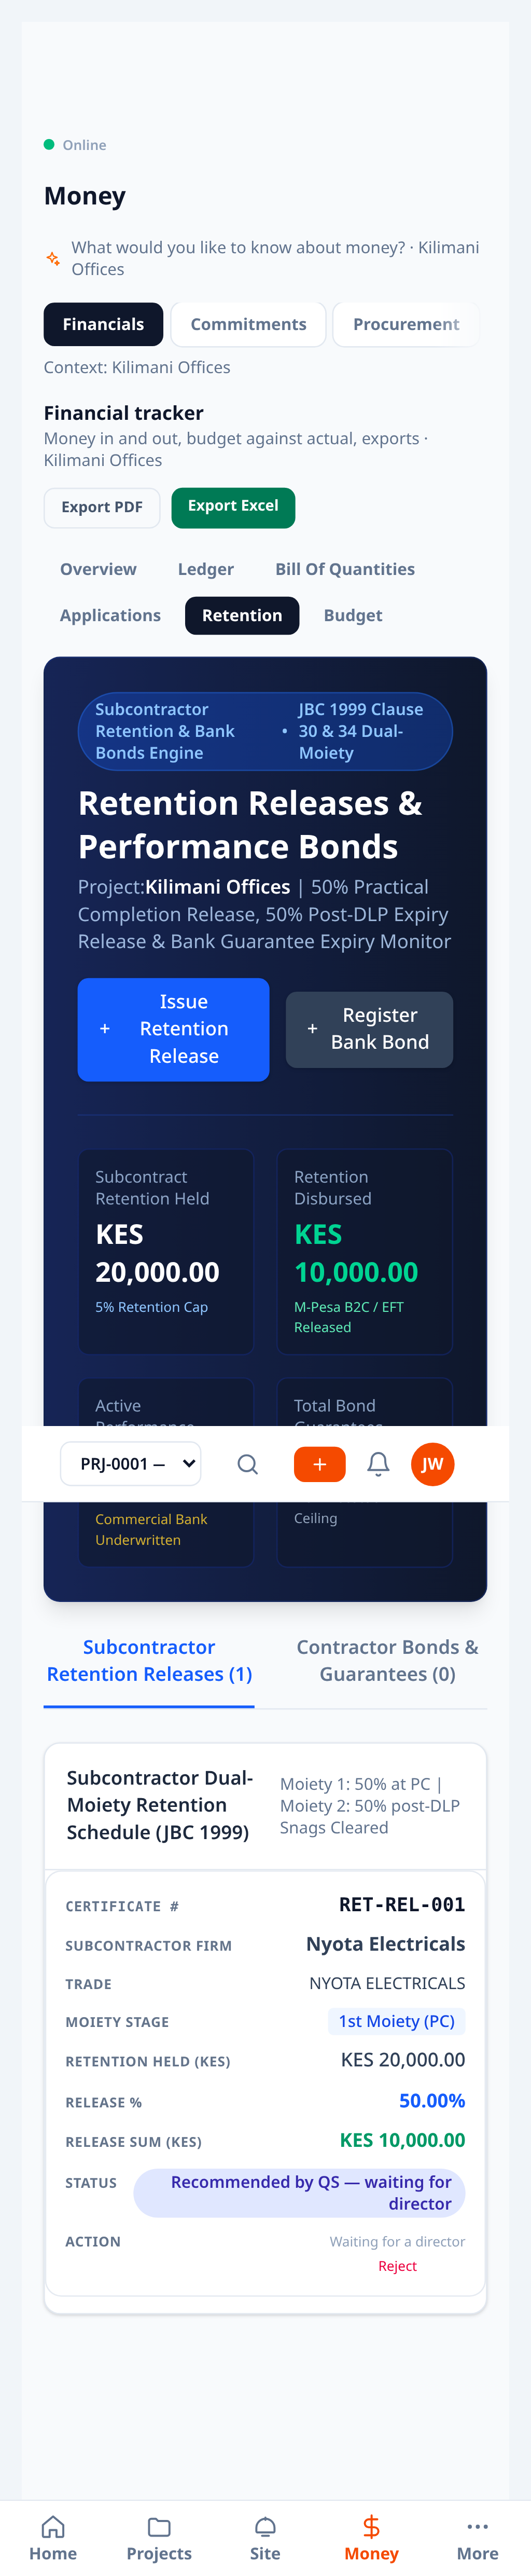 Online
Money
What would you like to know about money? · Kilimani
Offices
Financials
Commitments
Procurement
Context: Kilimani Offices
Financial tracker
Money in and out, budget against actual, exports ·
Kilimani Offices
Export PDF
Export Excel
Overview
Ledger
Bill Of Quantities
Applications
Retention
Budget
Subcontractor
Retention & Bank
Bonds Engine
•
JBC 1999 Clause
30 & 34 Dual-
Moiety
Retention Releases &
Performance Bonds
Project:Kilimani Offices | 50% Practical
Completion Release, 50% Post-DLP Expiry
Release & Bank Guarantee Expiry Monitor
+ Issue
Retention
Release
+ Register
Bank Bond
Subcontract
Retention Held
KES
20,000.00
5% Retention Cap
Retention
Disbursed
KES
10,000.00
M-Pesa B2C / EFT
Released
Active
Total Bond
PRJ-0001 —
+
JW
Commercial Bank
Underwritten
Ceiling
Subcontractor
Retention Releases (1)
Contractor Bonds &
Guarantees (0)
Subcontractor Dual-
Moiety Retention
Schedule (JBC 1999)
Moiety 1: 50% at PC |
Moiety 2: 50% post-DLP
Snags Cleared
CERTIFICATE # RET-REL-001
SUBCONTRACTOR FIRM Nyota Electricals
TRADE NYOTA ELECTRICALS
MOIETY STAGE 1st Moiety (PC)
RETENTION HELD (KES) KES 20,000.00
RELEASE % 50.00%
RELEASE SUM (KES) KES 10,000.00
STATUS Recommended by QS — waiting for
director
ACTION Waiting for a director
Reject
Home
Projects
Site
Money
More